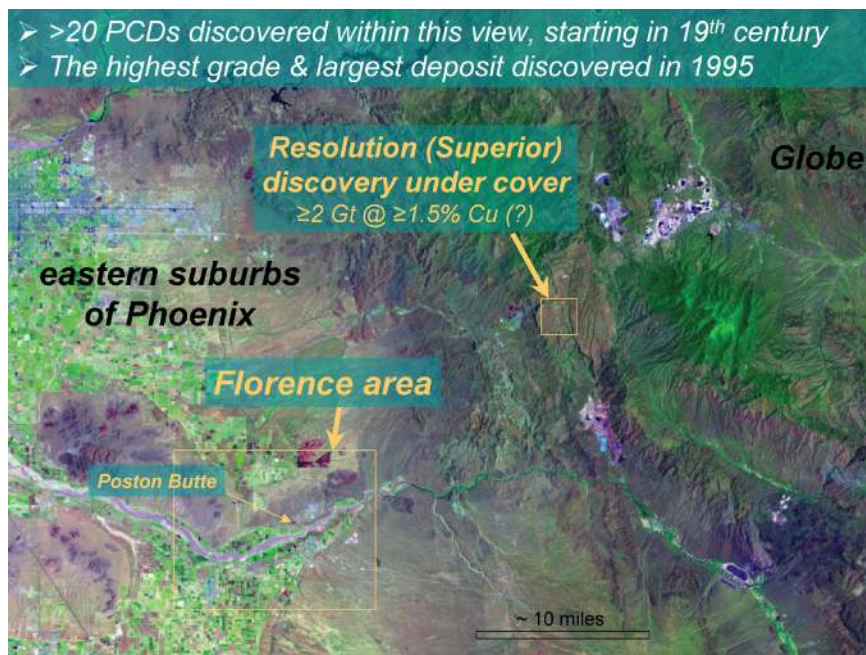 ➢ >20 PCDs discovered within this view, starting in 19th century
➢ The highest grade & largest deposit discovered in 1995
Resolution (Superior)
discovery under cover
≥2 Gt @ ≥1.5% Cu (?)
Globe
eastern suburbs
of Phoenix
Florence area
Poston Butte
~ 10 miles